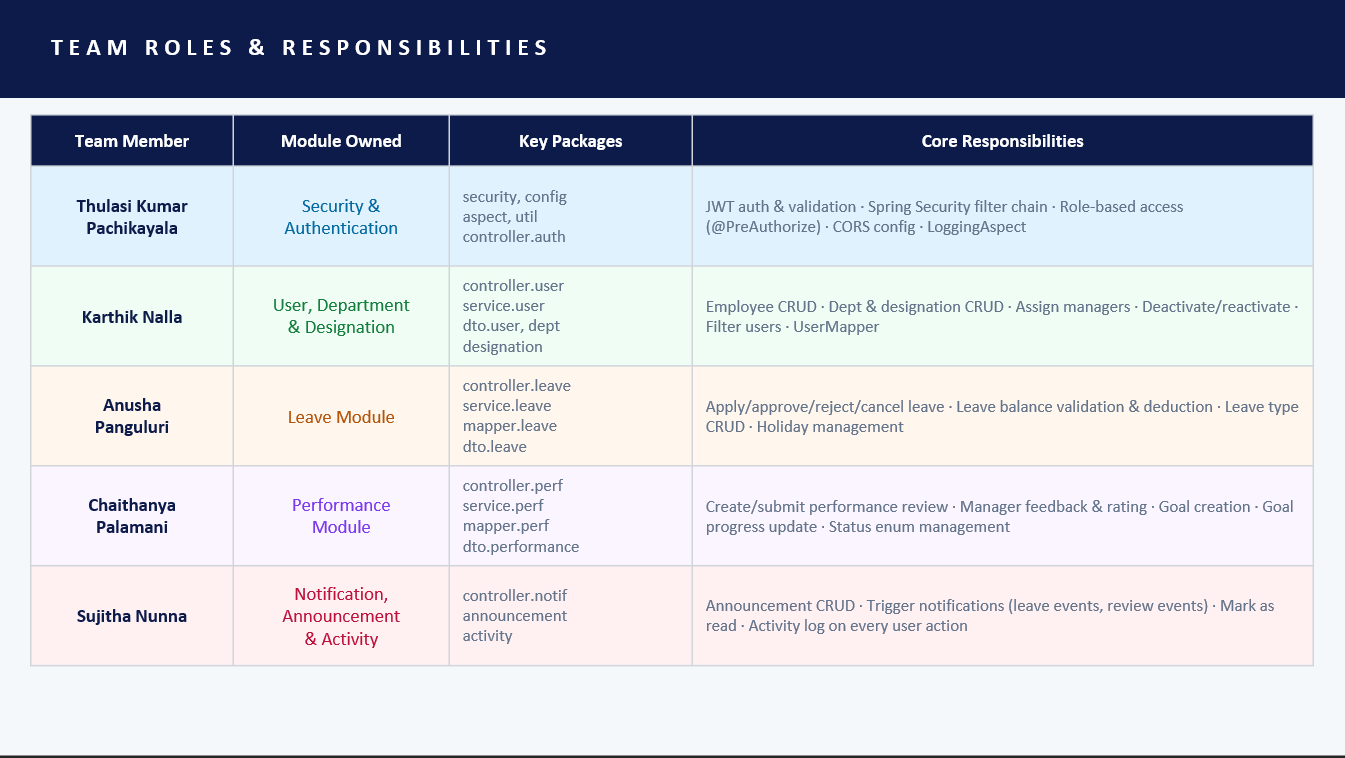 TEAM ROLES & RESPONSIBILITIES
Team Member
Module Owned
Key Packages
Core Responsibilities
Thulasi Kumar
Pachikayala
Security &
Authentication
security, config
aspect, util
controller.auth
JWT auth & validation · Spring Security filter chain · Role-based access
(@PreAuthorize) · CORS config · LoggingAspect
Karthik Nalla
User, Department
& Designation
controller.user
service.user
dto.user, dept
designation
Employee CRUD · Dept & designation CRUD · Assign managers · Deactivate/reactivate ·
Filter users · UserMapper
Anusha
Panguluri
Leave Module
controller.leave
service.leave
mapper.leave
dto.leave
Apply/approve/reject/cancel leave · Leave balance validation & deduction · Leave type
CRUD · Holiday management
Chaithanya
Palamani
Performance
Module
controller.perf
service.perf
mapper.perf
dto.performance
Create/submit performance review · Manager feedback & rating · Goal creation · Goal
progress update · Status enum management
Sujitha Nunna
Notification,
Announcement
& Activity
controller.notif
announcement
activity
Announcement CRUD · Trigger notifications (leave events, review events) · Mark as
read · Activity log on every user action